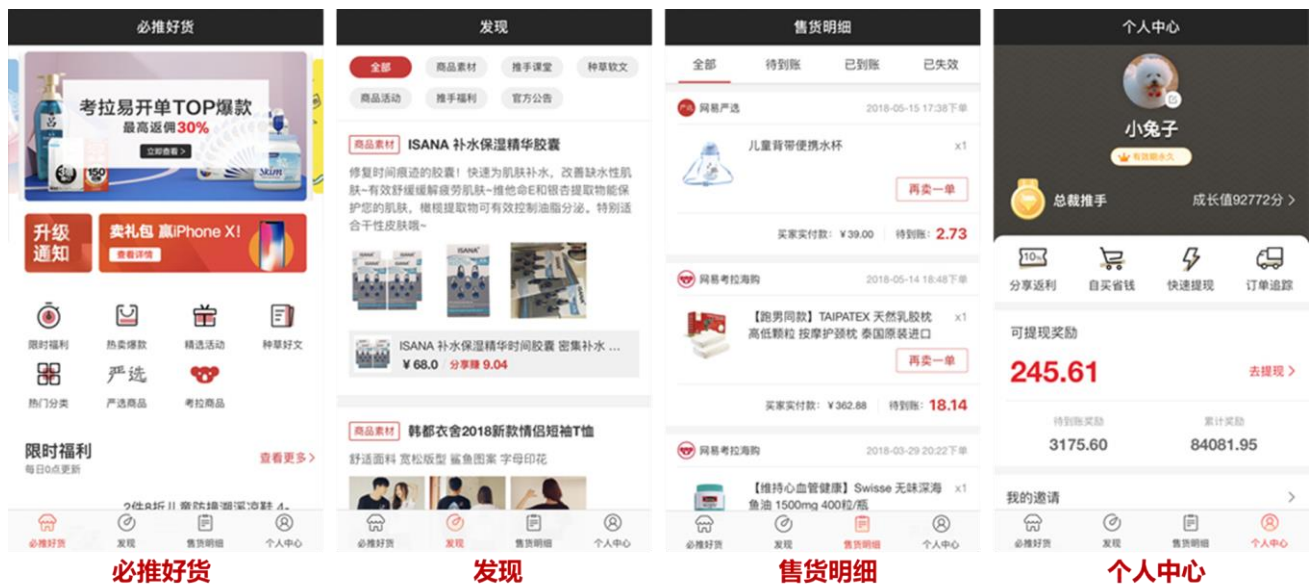 必推好货
考拉易开单TOP爆款
最高返佣30%
立即查看 >
升级
通知
卖礼包 赢iPhone X!
查看详情
限时福利
热卖爆款
精选活动
种草好文
严选
热门分类
严选商品
考拉商品
限时福利
查看更多>
每日0点更新
必推好货
发现
售货明细
个人中心
必推好货
发现
全部
商品素材
推手课堂
种草软文
商品活动
推手福利
官方公告
商品素材 ISANA 补水保湿精华胶囊
修复时间痕迹的胶囊！快速为肌肤补水，改善缺水性肌
肤~有效舒缓缓解疲劳肌肤~维他命E和银杏提取物能保
护您的肌肤，橄榄提取物可有效控制油脂分泌。特别适
合干性皮肤哦~
ISANA 补水保湿精华时间胶囊 密集补水 ...
¥ 68.0 分享赚 9.04
商品素材 韩都衣舍2018新款情侣短袖T恤
舒适面料 宽松版型 鲨鱼图案 字母印花
必推好货
发现
售货明细
个人中心
发现
售货明细
全部
待到账
已到账
已失效
严选 网易严选
2018-05-15 17:38下单
儿童背带便携水杯
x1
再卖一单
买家实付款：¥39.00 待到账：2.73
网易考拉海购
2018-05-14 18:48下单
【跑男同款】TAIPATEX 天然乳胶枕
x1
高低颗粒 按摩护颈枕 泰国原装进口
再卖一单
买家实付款：¥362.88 待到账：18.14
网易考拉海购
2018-03-29 20:22下单
【维持心血管健康】Swisse 无味深海
x1
鱼油 1500mg 400粒/瓶
必推好货
发现
售货明细
个人中心
售货明细
个人中心
小兔子
有效期永久
总裁推手
成长值92772分 >
10%
分享返利
自买省钱
快速提现
订单追踪
可提现奖励
245.61
去提现 >
待到账奖励
累计奖励
3175.60
84081.95
我的邀请
必推好货
发现
售货明细
个人中心
个人中心